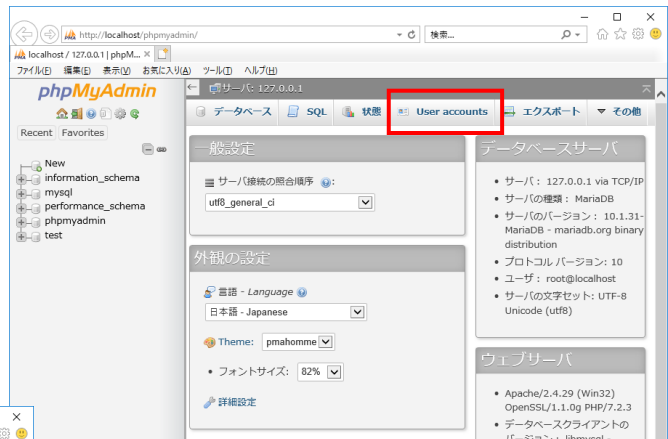 http://localhost/phpmyadmin/
検索...
localhost / 127.0.0.1 | phpM...
ファイル(F) 編集(E) 表示(V) お気に入り(A) ツール(T) ヘルプ(H)
phpMyAdmin
Recent Favorites
New
information_schema
mysql
performance_schema
phpmyadmin
test
サーバ: 127.0.0.1
データベース SQL 状態 User accounts エクスポート その他
一般設定
サーバ接続の照合順序 :
utf8_general_ci
外観の設定
言語 - Language
日本語 - Japanese
Theme: pmahomme
• フォントサイズ: 82%
詳細設定
データベースサーバ
• サーバ: 127.0.0.1 via TCP/IP
• サーバの種類: MariaDB
• サーバのバージョン: 10.1.31-
MariaDB - mariadb.org binary
distribution
• プロトコル バージョン: 10
• ユーザ: root@localhost
• サーバの文字セット: UTF-8
Unicode (utf8)
ウェブサーバ
• Apache/2.4.29 (Win32)
OpenSSL/1.1.0g PHP/7.2.3
• データベースクライアントの
バージョン: libmysql -